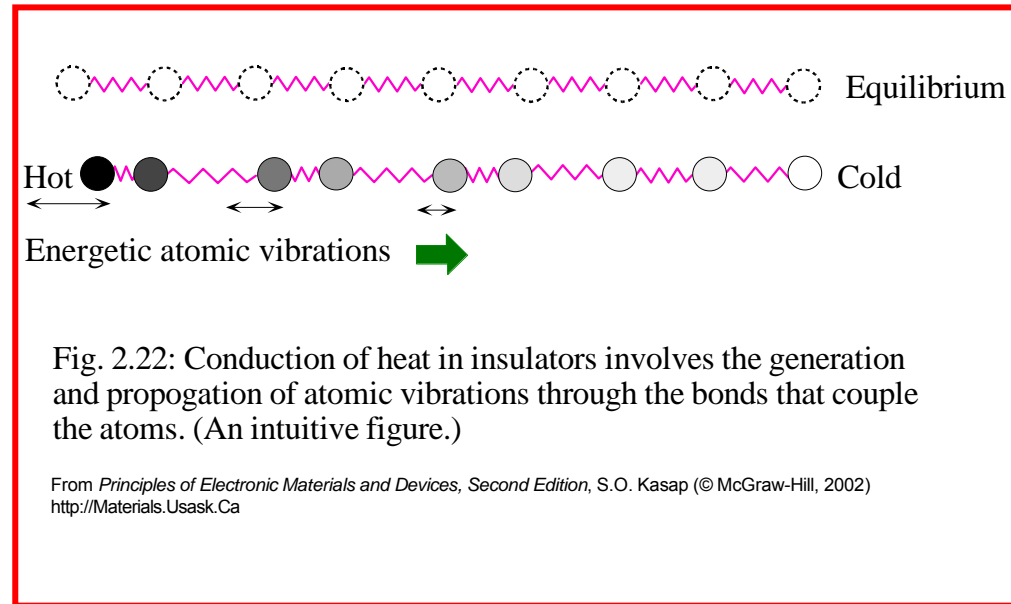 Equilibrium
Hot
Cold
Energetic atomic vibrations
Fig. 2.22: Conduction of heat in insulators involves the generation
and propogation of atomic vibrations through the bonds that couple
the atoms. (An intuitive figure.)
From Principles of Electronic Materials and Devices, Second Edition, S.O. Kasap (© McGraw-Hill, 2002)
http://Materials.Usask.Ca